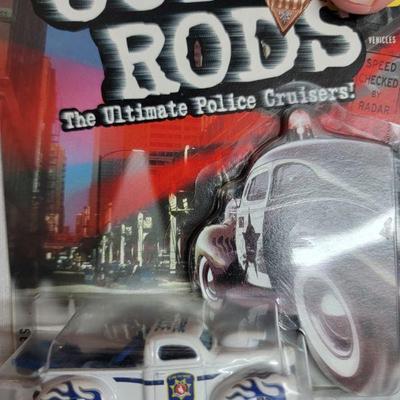 RODS
The Ultimate Police Cruisers!
VEHICLES
SPEED
CHECKED
BY
RADAR